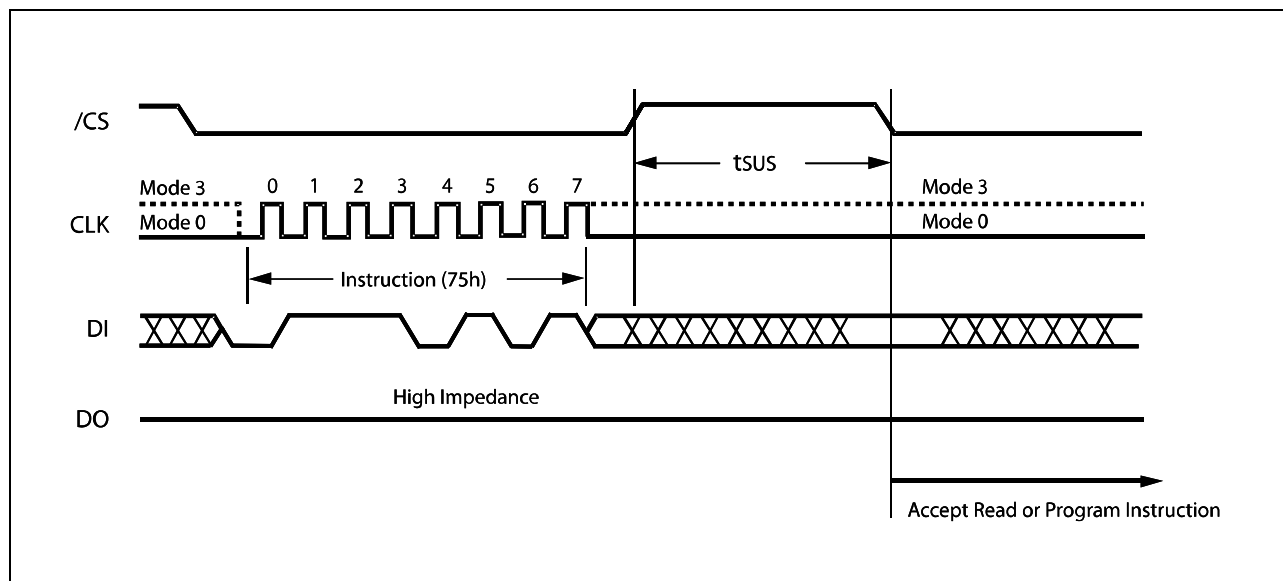 /CS
tSUS
Mode 3 0 1 2 3 4 5 6 7 Mode 3
CLK Mode 0 Mode 0
Instruction (75h)
DI
High Impedance
DO
Accept Read or Program Instruction